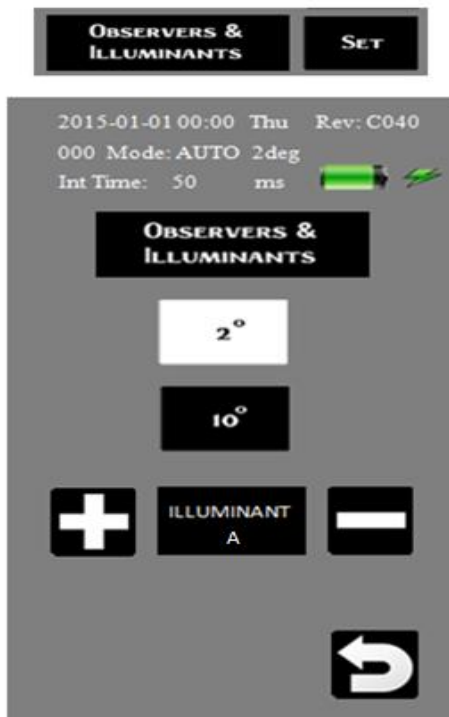 OBSERVERS &
ILLUMINANTS
SET
2015-01-01 00:00 Thu Rev: C040
000 Mode: AUTO 2deg
Int Time: 50 ms
OBSERVERS &
ILLUMINANTS
2°
10°
ILLUMINANT
A